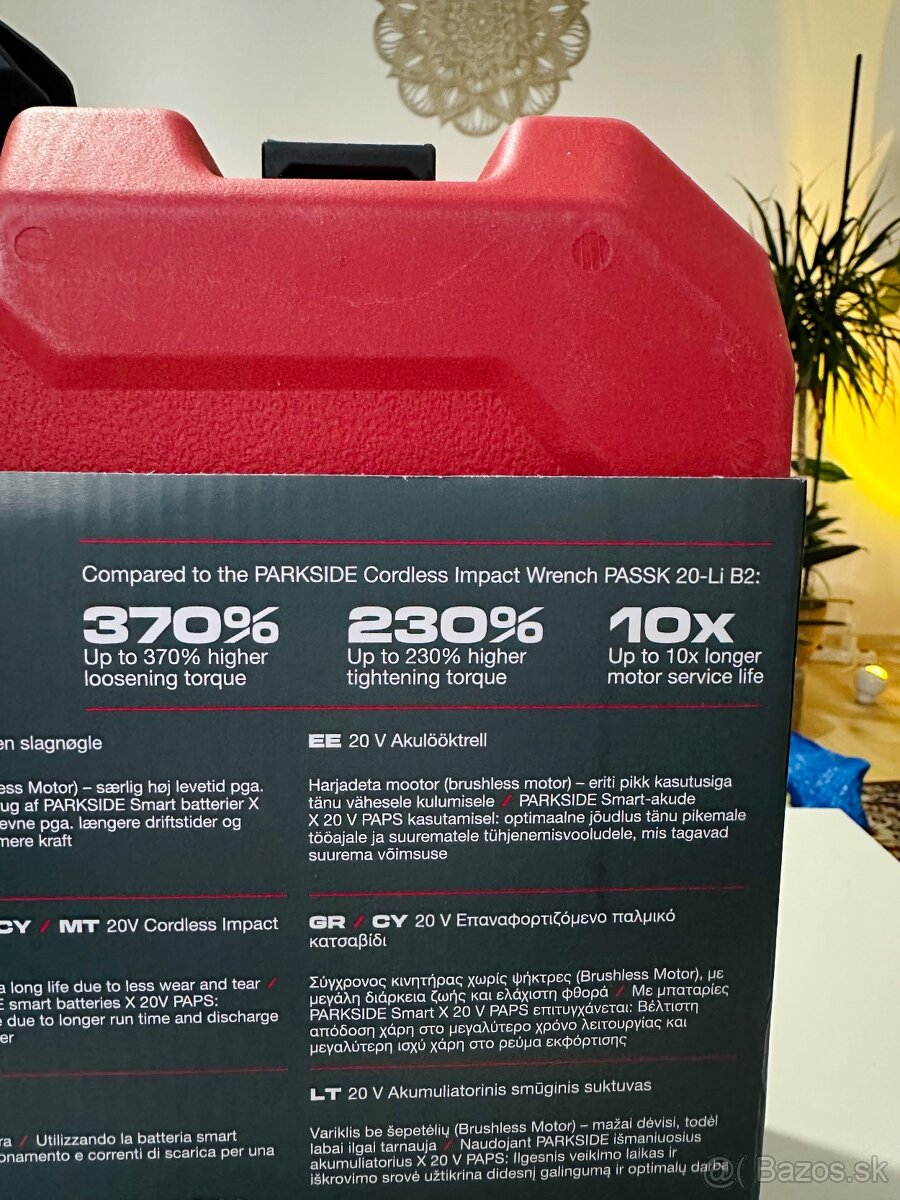 Compared to the PARKSIDE Cordless Impact Wrench PASSK 20-Li B2:
370%
Up to 370% higher
loosening torque
230%
Up to 230% higher
tightening torque
10x
Up to 10x longer
motor service life
en slagnøgle
ess Motor) – særlig høj levetid pga.
ug af PARKSIDE Smart batterier X
evne pga. længere driftstider og
mere kraft
EE 20 V Akulööktrell
Harjadeta mootor (brushless motor) – eriti pikk kasutusiga
tänu vähesele kulumisele / PARKSIDE Smart-akude
X 20 V PAPS kasutamisel: optimaalne jõudlus tänu pikemale
tööajale ja suurematele tühjenemisvooludele, mis tagavad
suurema võimsuse
CY / MT 20V Cordless Impact
a long life due to less wear and tear /
E smart batteries X 20V PAPS:
e due to longer run time and discharge
er
GR / CY 20 V Επαναφορτιζόμενο παλμικό
κατσαβίδι
Σύγχρονος κινητήρας χωρίς ψήκτρες (Brushless Motor), με
μεγάλη διάρκεια ζωής και ελάχιστη φθορά / Με μπαταρίες
PARKSIDE Smart X 20 V PAPS επιτυγχάνεται: Βέλτιστη
απόδοση χάρη στο μεγαλύτερο χρόνο λειτουργίας και
μεγαλύτερη ισχύ χάρη στο ρεύμα εκφόρτισης
ra / Utilizzando la batteria smart
onamento e correnti di scarica per una
LT 20 V Akumuliatorinis smūginis suktuvas
Variklis be šepetėlių (Brushless Motor) – mažai dėvisi, todėl
labai ilgai tarnauja / Naudojant PARKSIDE išmaniuosius
akumuliatorius X 20 V PAPS: Ilgesnis veikimo laikas ir
iškrovimo srovė užtikrina didesnį galingumą ir optimalų darbą
Bazos.sk